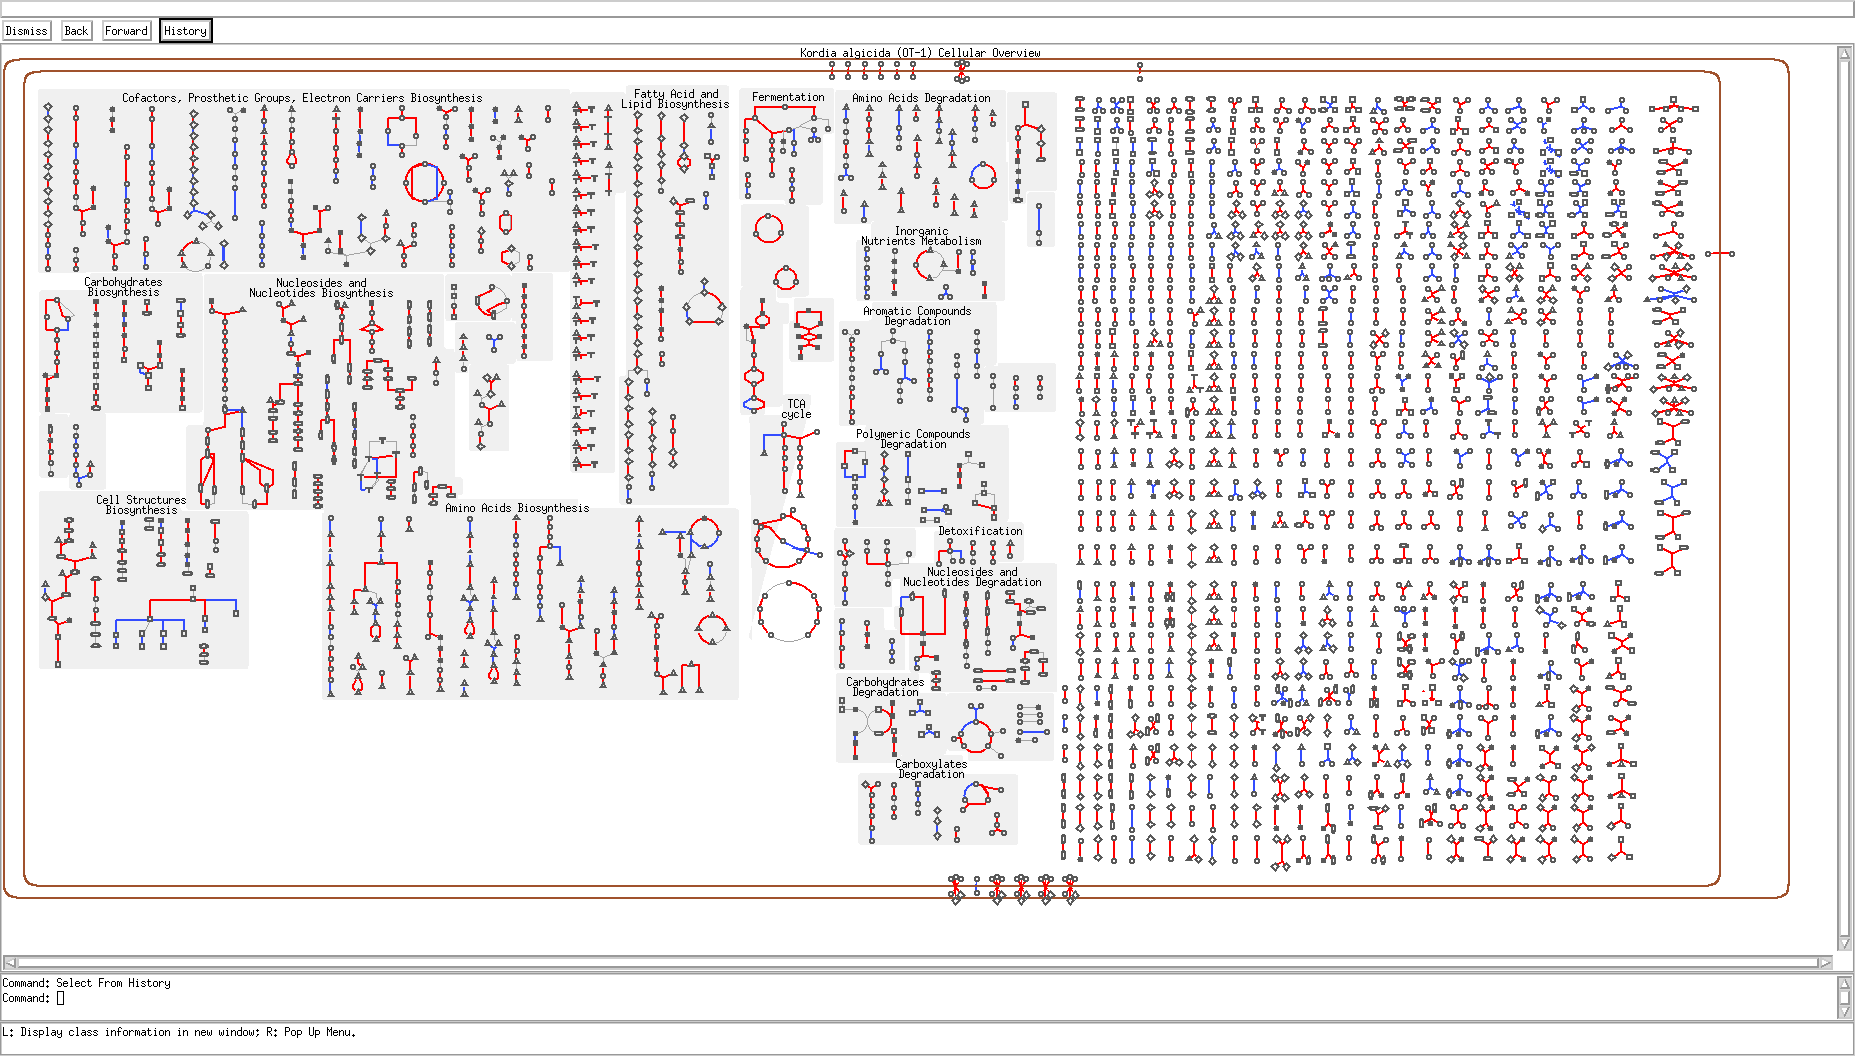 Dismiss Back Forward History
Kordia algicida (OT-1) Cellular Overview
Cofactors, Prosthetic Groups, Electron Carriers Biosynthesis
Fatty Acid and
Lipid Biosynthesis
Fermentation
Amino Acids Degradation
Inorganic
Nutrients Metabolism
Carbohydrates
Biosynthesis
Nucleosides and
Nucleotides Biosynthesis
Aromatic Compounds
Degradation
TCA
cycle
Polymeric Compounds
Degradation
Cell Structures
Biosynthesis
Amino Acids Biosynthesis
Detoxification
Nucleosides and
Nucleotides Degradation
Carbohydrates
Degradation
Carboxylates
Degradation
Command: Select From History
Command:
L: Display class information in new window; R: Pop Up Menu.